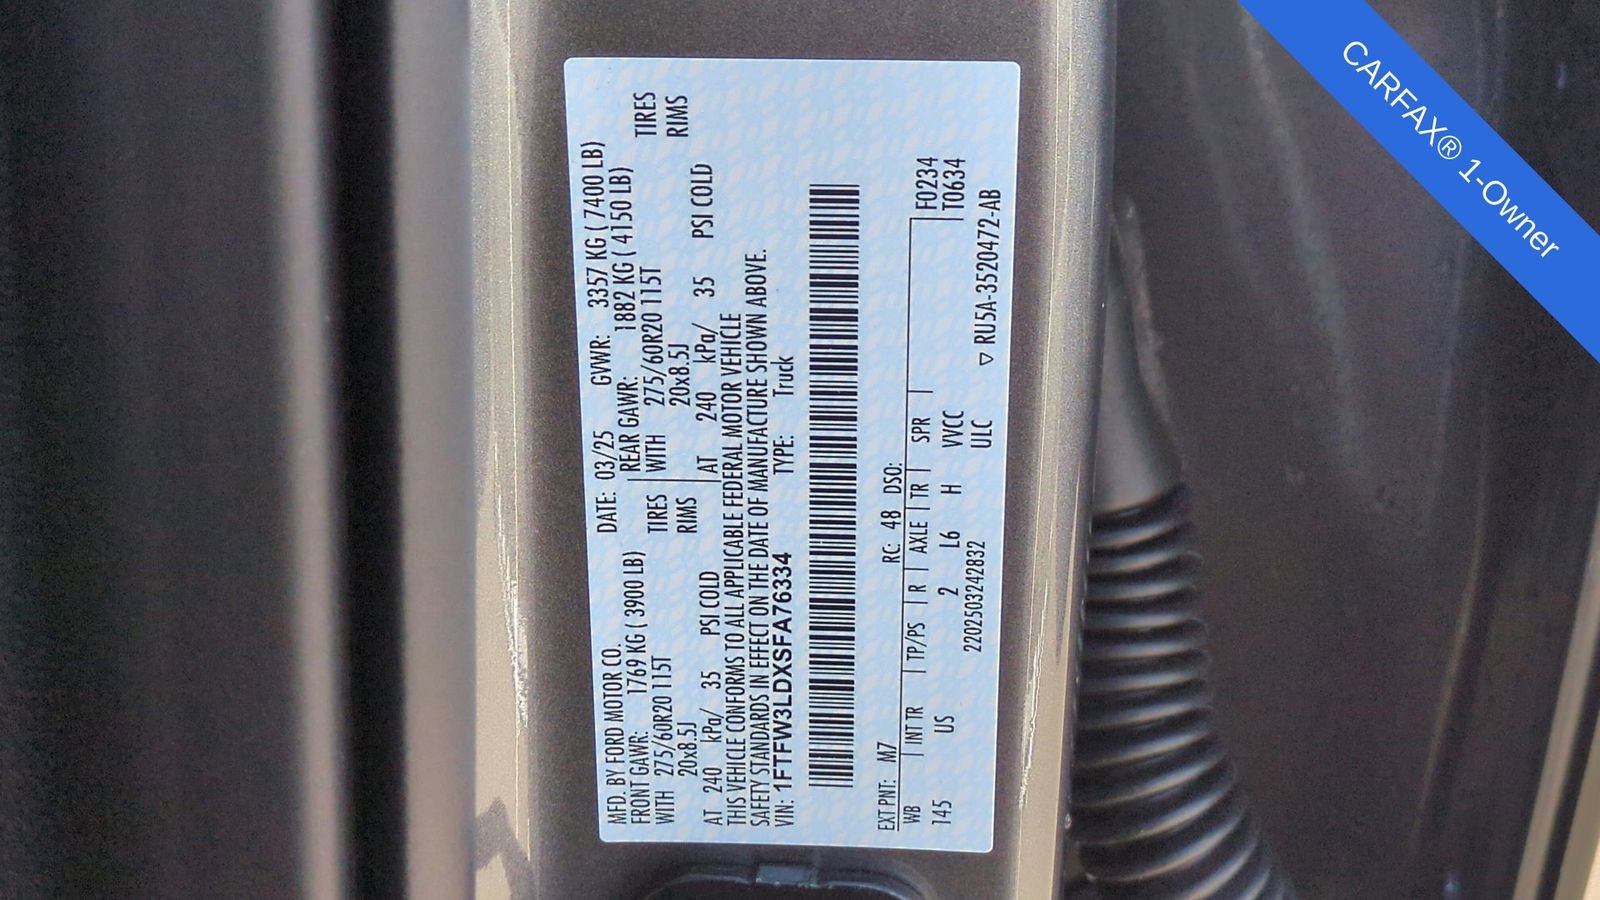 MFD. BY FORD MOTOR CO.
DATE: 03/25 GVWR: 3357 KG ( 7400 LB)
FRONT GAWR: 1769 KG ( 3900 LB)
REAR GAWR: 1882 KG ( 4150 LB)
WITH 275/60R20 115T TIRES
WITH 275/60R20 115T TIRES
20x8.5J RIMS
20x8.5J RIMS
AT 240 kPa/ 35 PSI COLD
AT 240 kPa/ 35 PSI COLD
THIS VEHICLE CONFORMS TO ALL APPLICABLE FEDERAL MOTOR VEHICLE
SAFETY STANDARDS IN EFFECT ON THE DATE OF MANUFACTURE SHOWN ABOVE.
VIN: 1FTFW3LDXSFA76334 TYPE: Truck
EXT PNT: M7 RC: 48 DSO:
WB INT TR TP/PS R AXLE TR SPR F0234
145 US 2 L6 H VVCC T0634
2202503242832 ULC
▽ RU5A-3520472-AB
CARFAX® 1-Owner